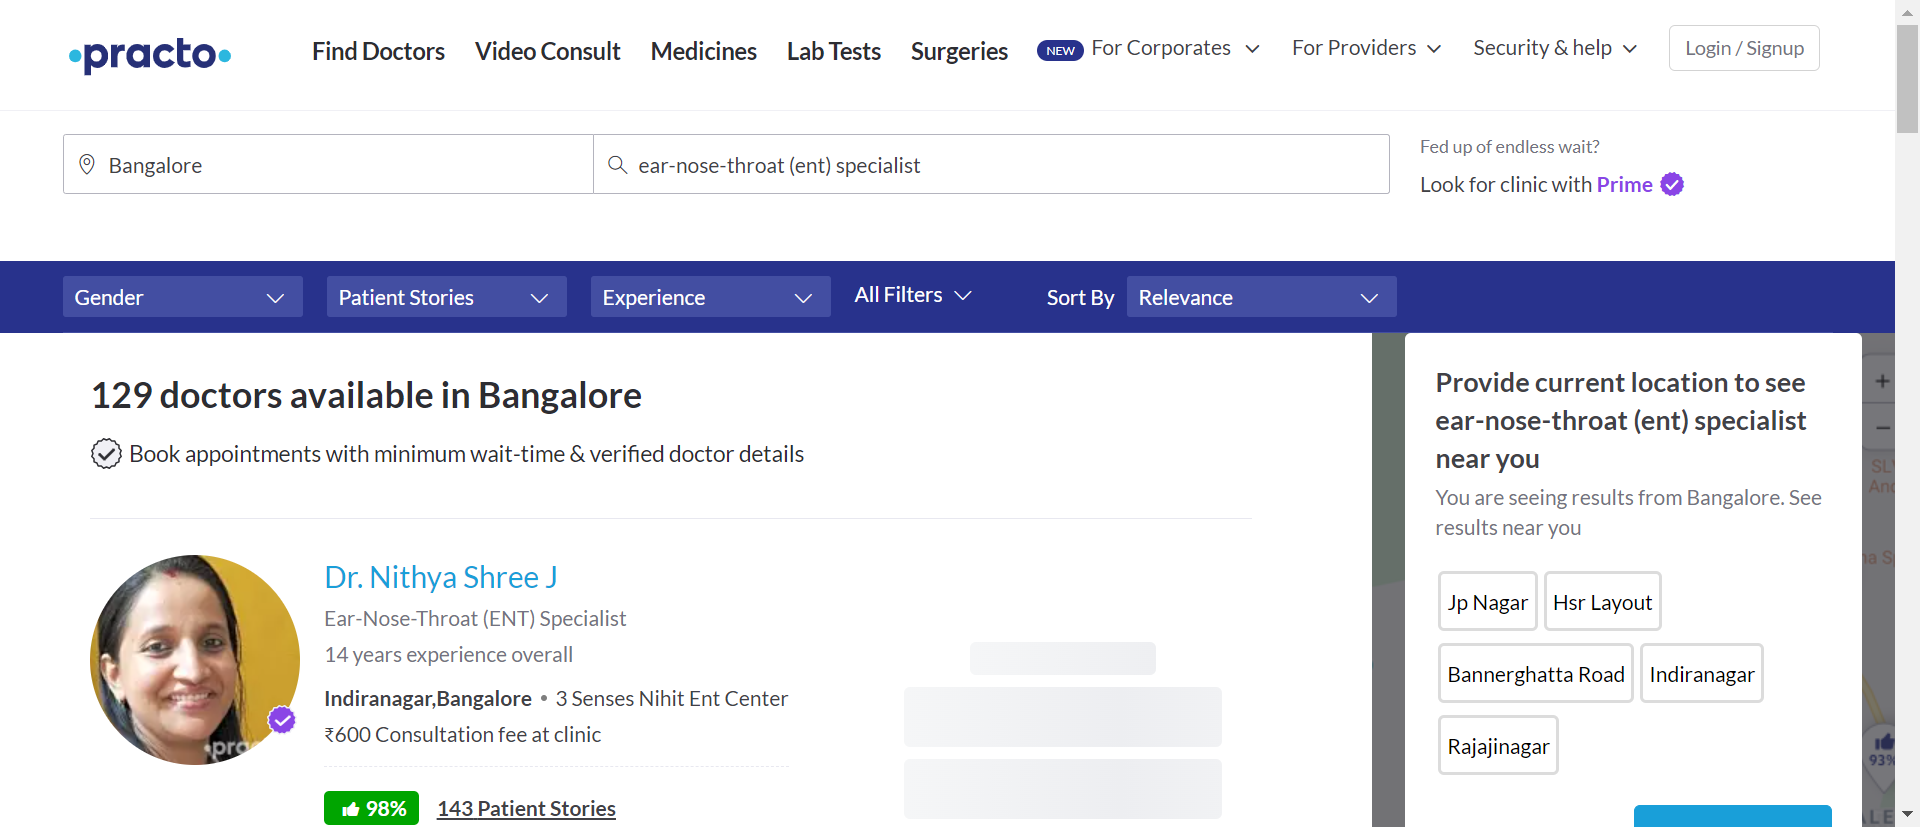 practo
Find Doctors
Video Consult
Medicines
Lab Tests
Surgeries
NEW
For Corporates
For Providers
Security & help
Login / Signup
Bangalore
ear-nose-throat (ent) specialist
Fed up of endless wait?
Look for clinic with Prime
Gender
Patient Stories
Experience
All Filters
Sort By
Relevance
129 doctors available in Bangalore
Book appointments with minimum wait-time & verified doctor details
Dr. Nithya Shree J
Ear-Nose-Throat (ENT) Specialist
14 years experience overall
Indiranagar,Bangalore • 3 Senses Nihit Ent Center
₹600 Consultation fee at clinic
98%
143 Patient Stories
Provide current location to see
ear-nose-throat (ent) specialist
near you
You are seeing results from Bangalore. See
results near you
Jp Nagar
Hsr Layout
Bannerghatta Road
Indiranagar
Rajajinagar
+
−
93%